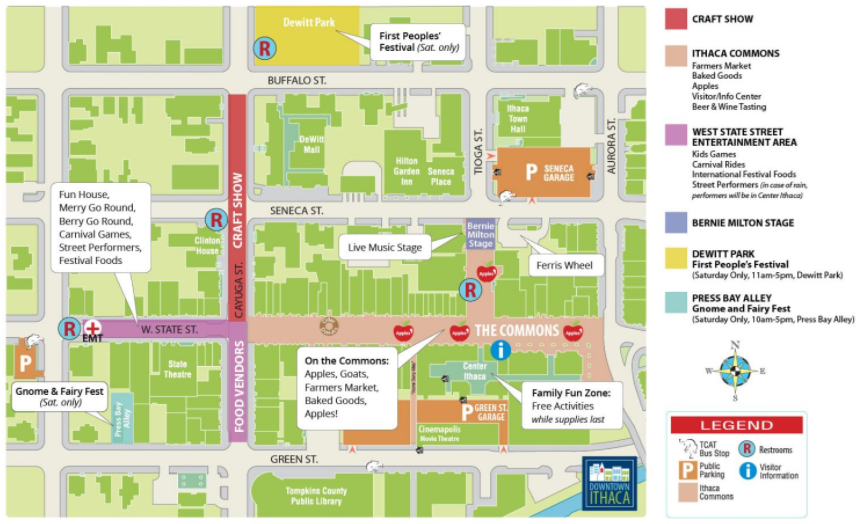 Dewitt Park
First Peoples'
Festival (Sat. only)
R
BUFFALO ST.
DeWitt
Mall
Hilton
Garden
Inn
Seneca
Place
TIOGA ST.
Ithaca
Town
Hall
P SENECA
GARAGE
AURORA ST.
CRAFT SHOW
Fun House,
Merry Go Round,
Berry Go Round,
Carnival Games,
Street Performers,
Festival Foods
R
SENECA ST.
Clinton
House
CAYUGA ST.
Live Music Stage
Bernie
Milton
Stage
Ferris Wheel
Apples
R
R
EMT
W. STATE ST.
Apples
Apples
THE COMMONS
Apples
i
P
State
Theatre
FOOD VENDORS
On the Commons:
Apples, Goats,
Farmers Market,
Baked Goods,
Apples!
Center
Ithaca
Family Fun Zone:
Free Activities
while supplies last
Gnome & Fairy Fest
(Sat. only)
Press Bay
Alley
P GREEN ST.
GARAGE
Cinemapolis
Movie Theatre
GREEN ST.
Tompkins County
Public Library
DOWNTOWN
ITHACA
CRAFT SHOW
ITHACA COMMONS
Farmers Market
Baked Goods
Apples
Visitor/Info Center
Beer & Wine Tasting
WEST STATE STREET
ENTERTAINMENT AREA
Kids Games
Carnival Rides
International Festival Foods
Street Performers (in case of rain,
performers will be in Center Ithaca)
BERNIE MILTON STAGE
DEWITT PARK
First People's Festival
(Saturday Only, 11am-5pm, Dewitt Park)
PRESS BAY ALLEY
Gnome and Fairy Fest
(Saturday Only, 10am-5pm, Press Bay Alley)
N
W E
S
LEGEND
TCAT
Bus Stop
R Restrooms
P Public
Parking
i Visitor
Information
Ithaca
Commons